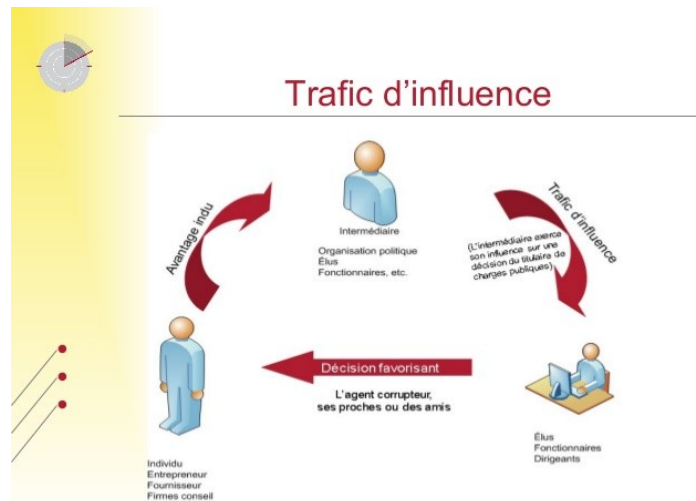 Trafic d’influence
Avantage indu
Intermédiaire
Organisation politique
Élus
Fonctionnaires, etc.
Trafic d’influence
(L’intermédiaire exerce
son influence sur une
décision du titulaire de
charges publiques)
Décision favorisant
L’agent corrupteur,
ses proches ou des amis
Individu
Entrepreneur
Fournisseur
Firmes conseil
Élus
Fonctionnaires
Dirigeants